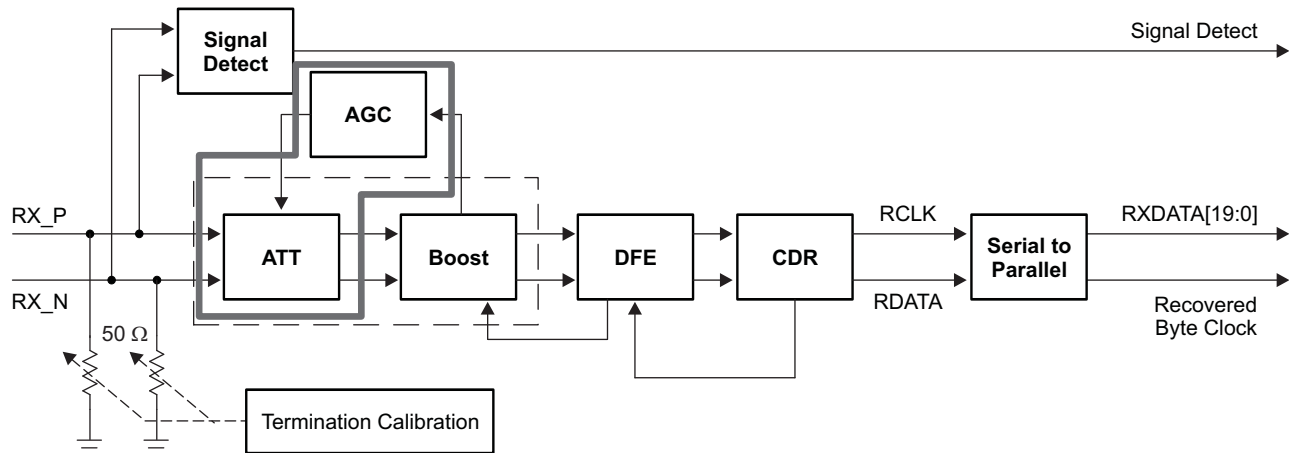 Signal
Detect
Signal Detect
AGC
RX_P
RX_N
ATT
Boost
DFE
CDR
RCLK
RDATA
Serial to
Parallel
RXDATA[19:0]
Recovered
Byte Clock
50 Ω
Termination Calibration